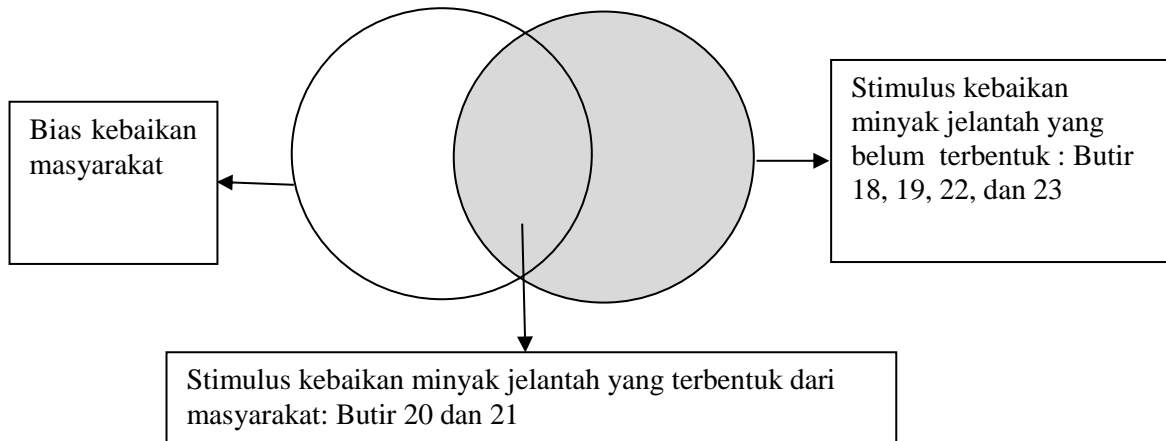 Bias kebaikan
masyarakat
Stimulus kebaikan
minyak jelantah yang
belum terbentuk : Butir
18, 19, 22, dan 23
Stimulus kebaikan minyak jelantah yang terbentuk dari
masyarakat: Butir 20 dan 21